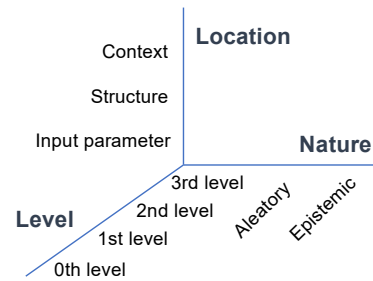 Location
Context
Structure
Input parameter
Nature
3rd level
Aleatory
Epistemic
2nd level
Level
1st level
0th level